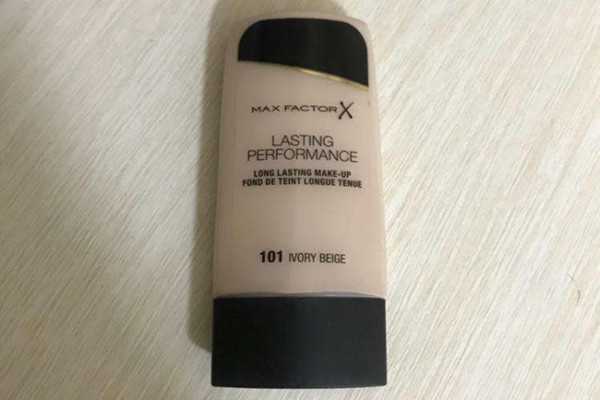 MAX FACTOR X
LASTING
PERFORMANCE
LONG LASTING MAKE-UP
FOND DE TEINT LONGUE TENUE
101 IVORY BEIGE